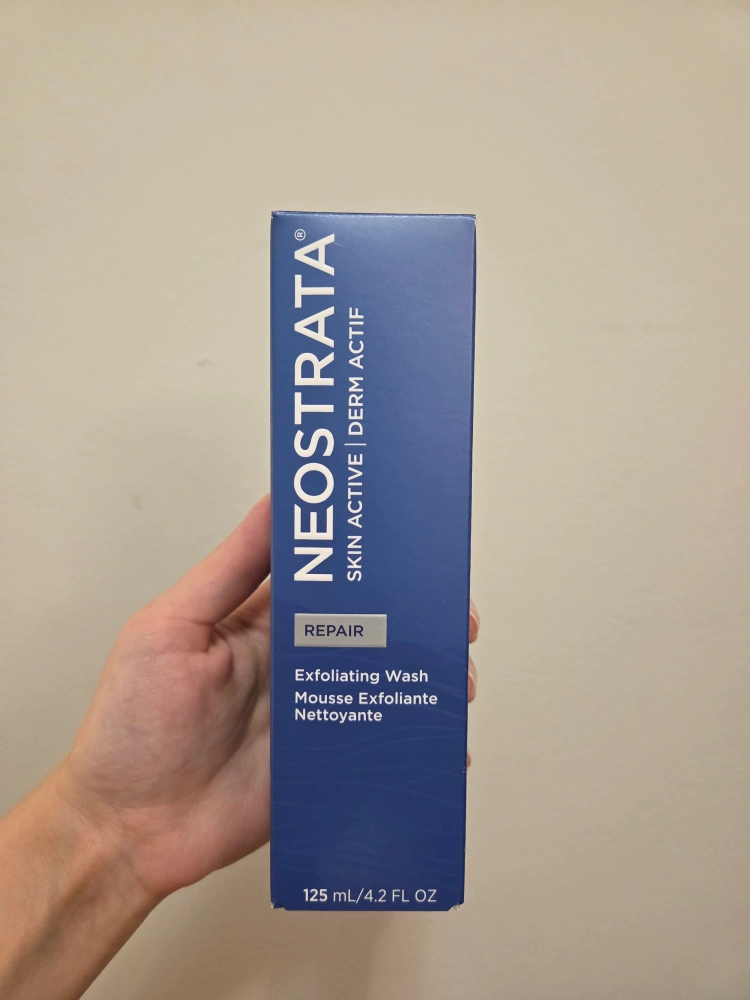 NEOSTRATA®
SKIN ACTIVE | DERM ACTIF
REPAIR
Exfoliating Wash
Mousse Exfoliante
Nettoyante
125 mL/4.2 FL OZ